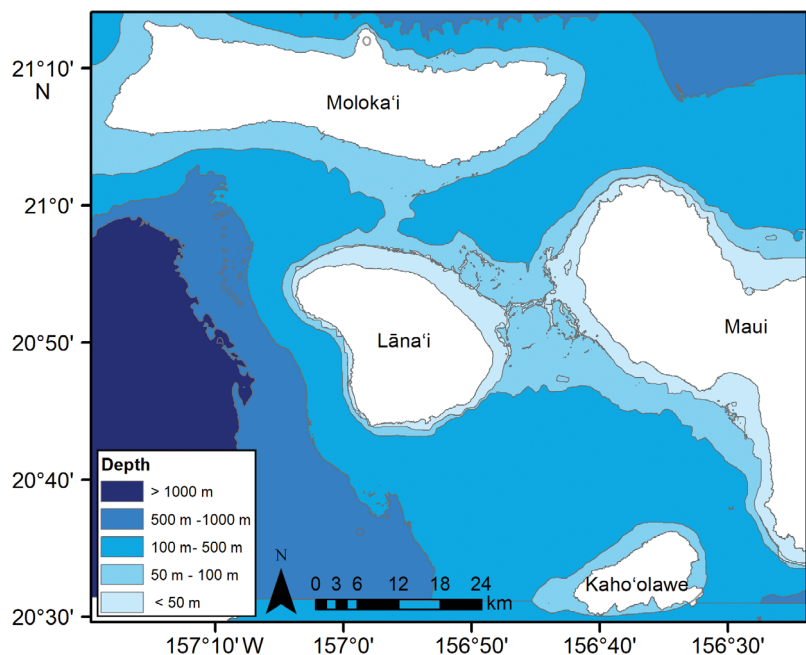 21°10'
N
Moloka‘i
21°0'
20°50'
Lāna‘i
Maui
20°40'
Depth
> 1000 m
500 m -1000 m
100 m- 500 m
50 m - 100 m
< 50 m
N
0 3 6 12 18 24
km
Kaho‘olawe
20°30'
157°10'W 157°0' 156°50' 156°40' 156°30'